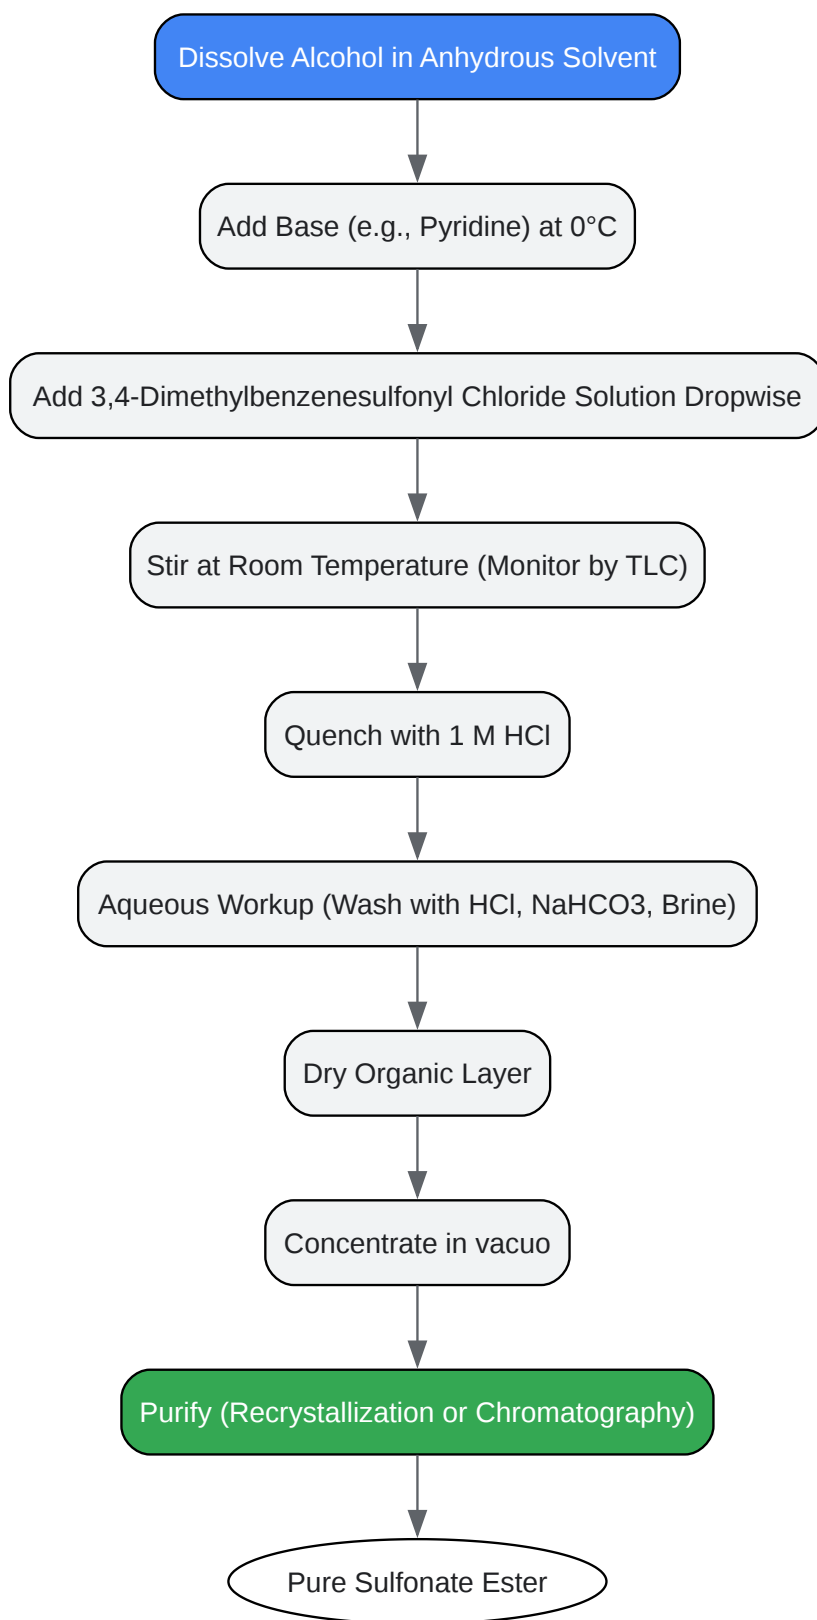 Dissolve Alcohol in Anhydrous Solvent
Add Base (e.g., Pyridine) at 0°C
Add 3,4-Dimethylbenzenesulfonyl Chloride Solution Dropwise
Stir at Room Temperature (Monitor by TLC)
Quench with 1 M HCl
Aqueous Workup (Wash with HCl, NaHCO3, Brine)
Dry Organic Layer
Concentrate in vacuo
Purify (Recrystallization or Chromatography)
Pure Sulfonate Ester